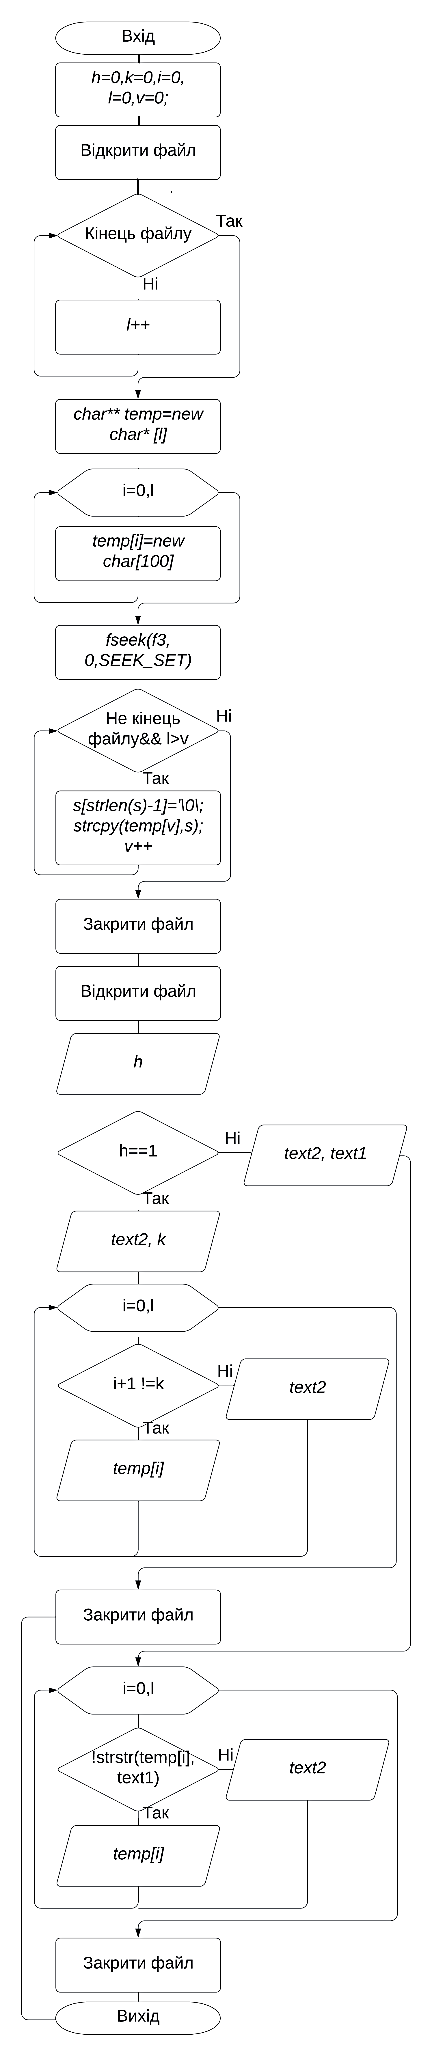 Вхід
h=0,k=0,i=0,
l=0,v=0;
Відкрити файл
Кінець файлу
Так
Ні
l++
char** temp=new
char* [l]
i=0,l
temp[i]=new
char[100]
fseek(f3,
0,SEEK_SET)
Не кінець
файлу&& l>v
Ні
Так
s[strlen(s)-1]='\0\;
strcpy(temp[v],s);
v++
Закрити файл
Відкрити файл
h
h==1
Ні
text2, text1
Так
text2, k
i=0,l
i+1 !=k
Ні
text2
Так
temp[i]
Закрити файл
i=0,l
!strstr(temp[i],
text1)
Ні
text2
Так
temp[i]
Закрити файл
Вихід